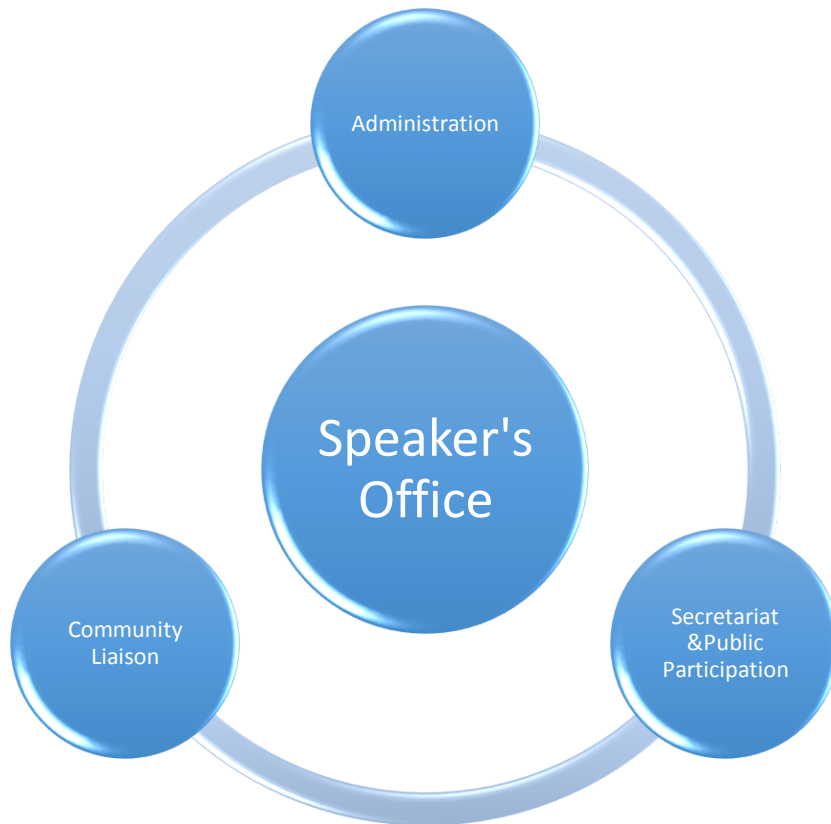 Administration
Speaker's
Office
Community
Liaison
Secretariat
&Public
Participation